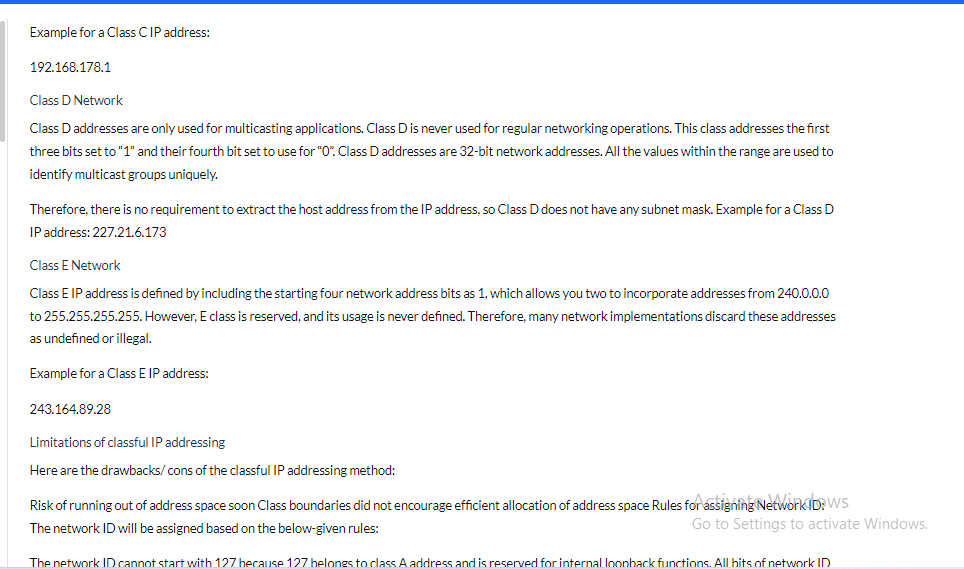 Example for a Class C IP address:
192.168.178.1
Class D Network
Class D addresses are only used for multicasting applications. Class D is never used for regular networking operations. This class addresses the first
three bits set to "1" and their fourth bit set to use for "0". Class D addresses are 32-bit network addresses. All the values within the range are used to
identify multicast groups uniquely.
Therefore, there is no requirement to extract the host address from the IP address, so Class D does not have any subnet mask. Example for a Class D
IP address: 227.21.6.173
Class E Network
Class E IP address is defined by including the starting four network address bits as 1, which allows you two to incorporate addresses from 240.0.0.0
to 255.255.255.255. However, E class is reserved, and its usage is never defined. Therefore, many network implementations discard these addresses
as undefined or illegal.
Example for a Class E IP address:
243.164.89.28
Limitations of classful IP addressing
Here are the drawbacks/ cons of the classful IP addressing method:
Risk of running out of address space soon Class boundaries did not encourage efficient allocation of address space Rules for assigning Network ID:
Activate Windows
The network ID will be assigned based on the below-given rules:
Go to Settings to activate Windows.
The network ID cannot start with 127 because 127 belongs to class A address and is reserved for internal loopback functions. All bits of network ID